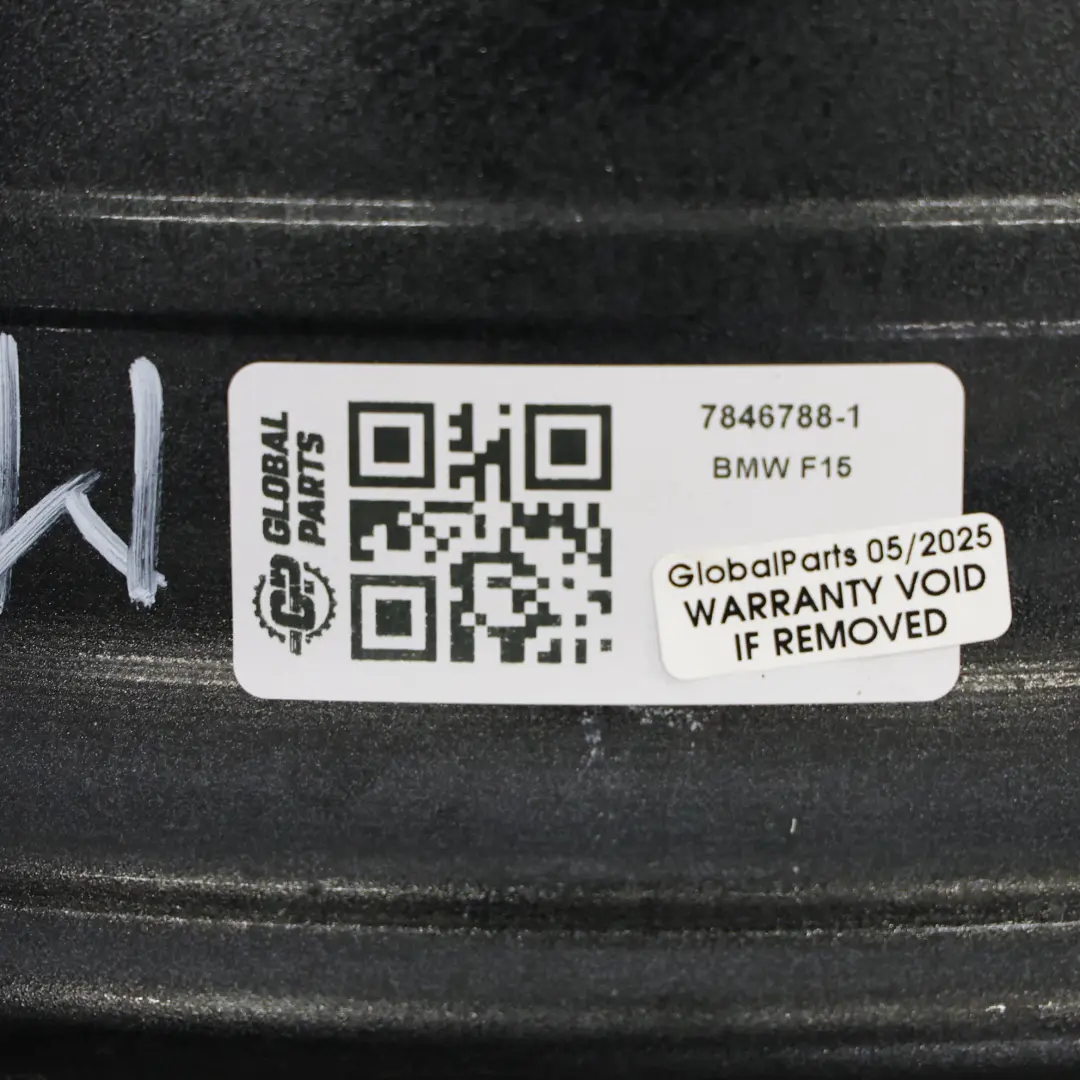 GLOBAL
PARTS
7846788-1
BMW F15
GlobalParts 05/2025
WARRANTY VOID
IF REMOVED